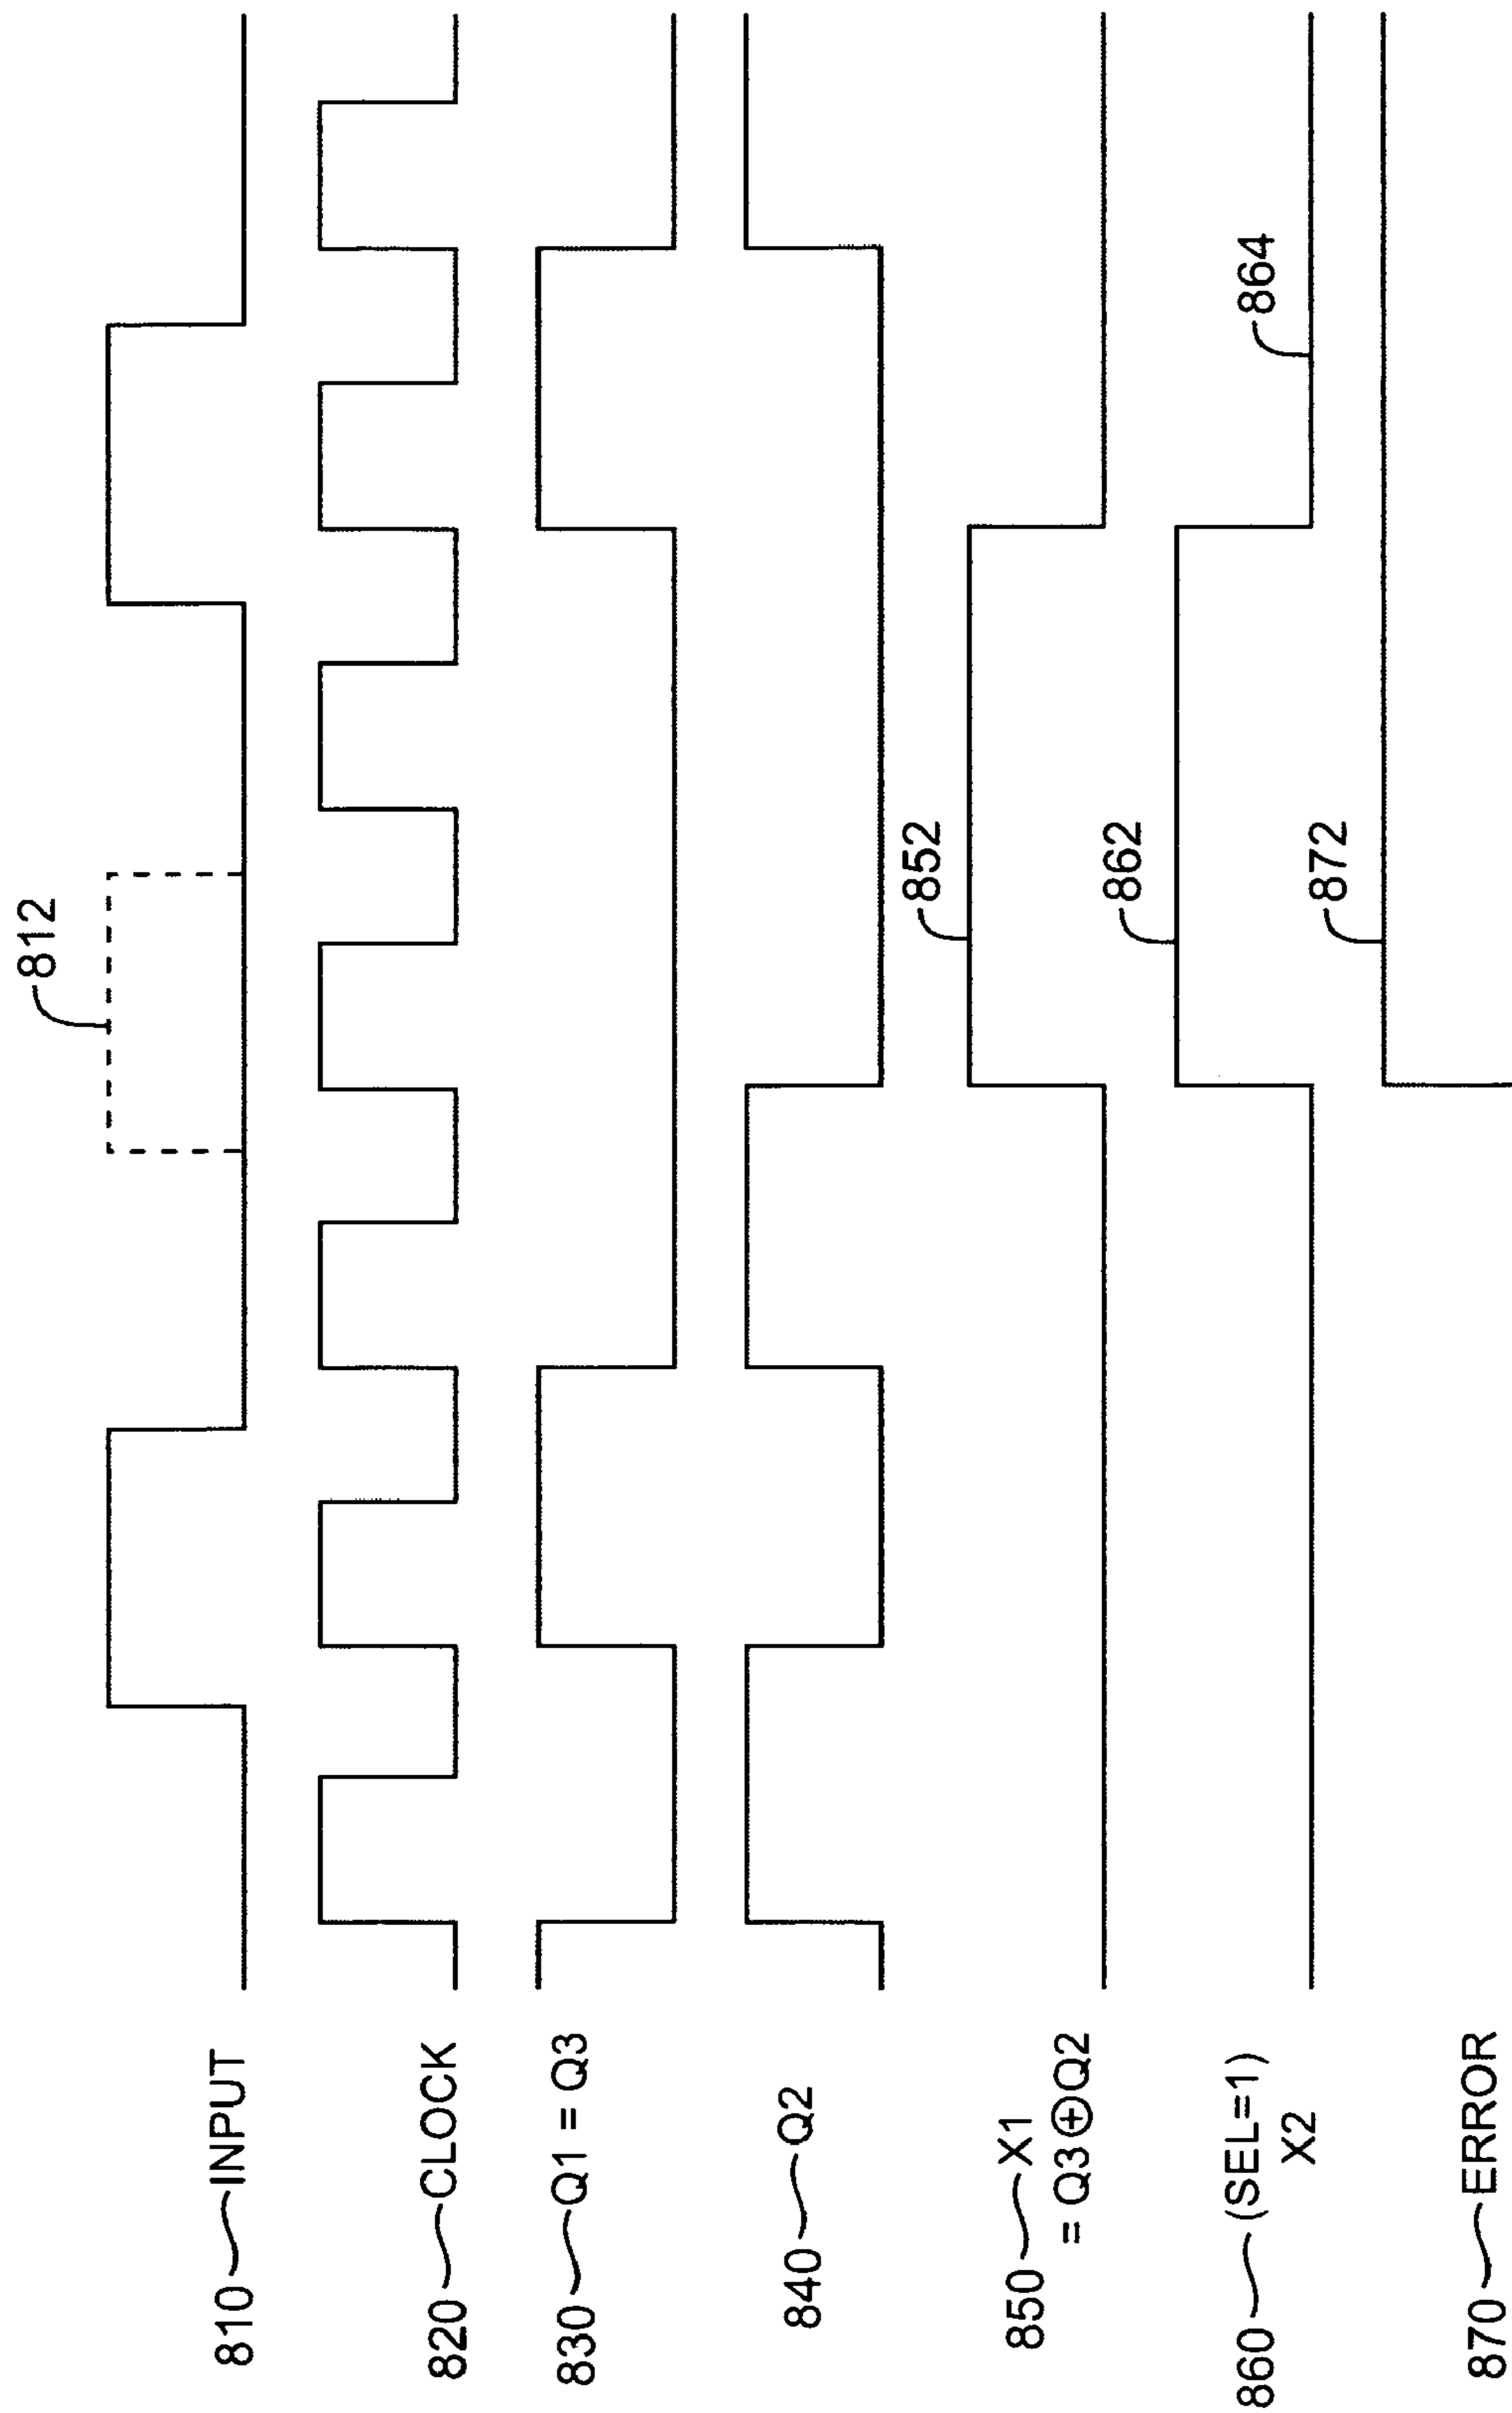 810 INPUT
812
820 CLOCK
830 Q1 = Q3
840 Q2
850 X1
= Q3⊕Q2
852
860 (SEL=1)
X2
862
864
870 ERROR
872